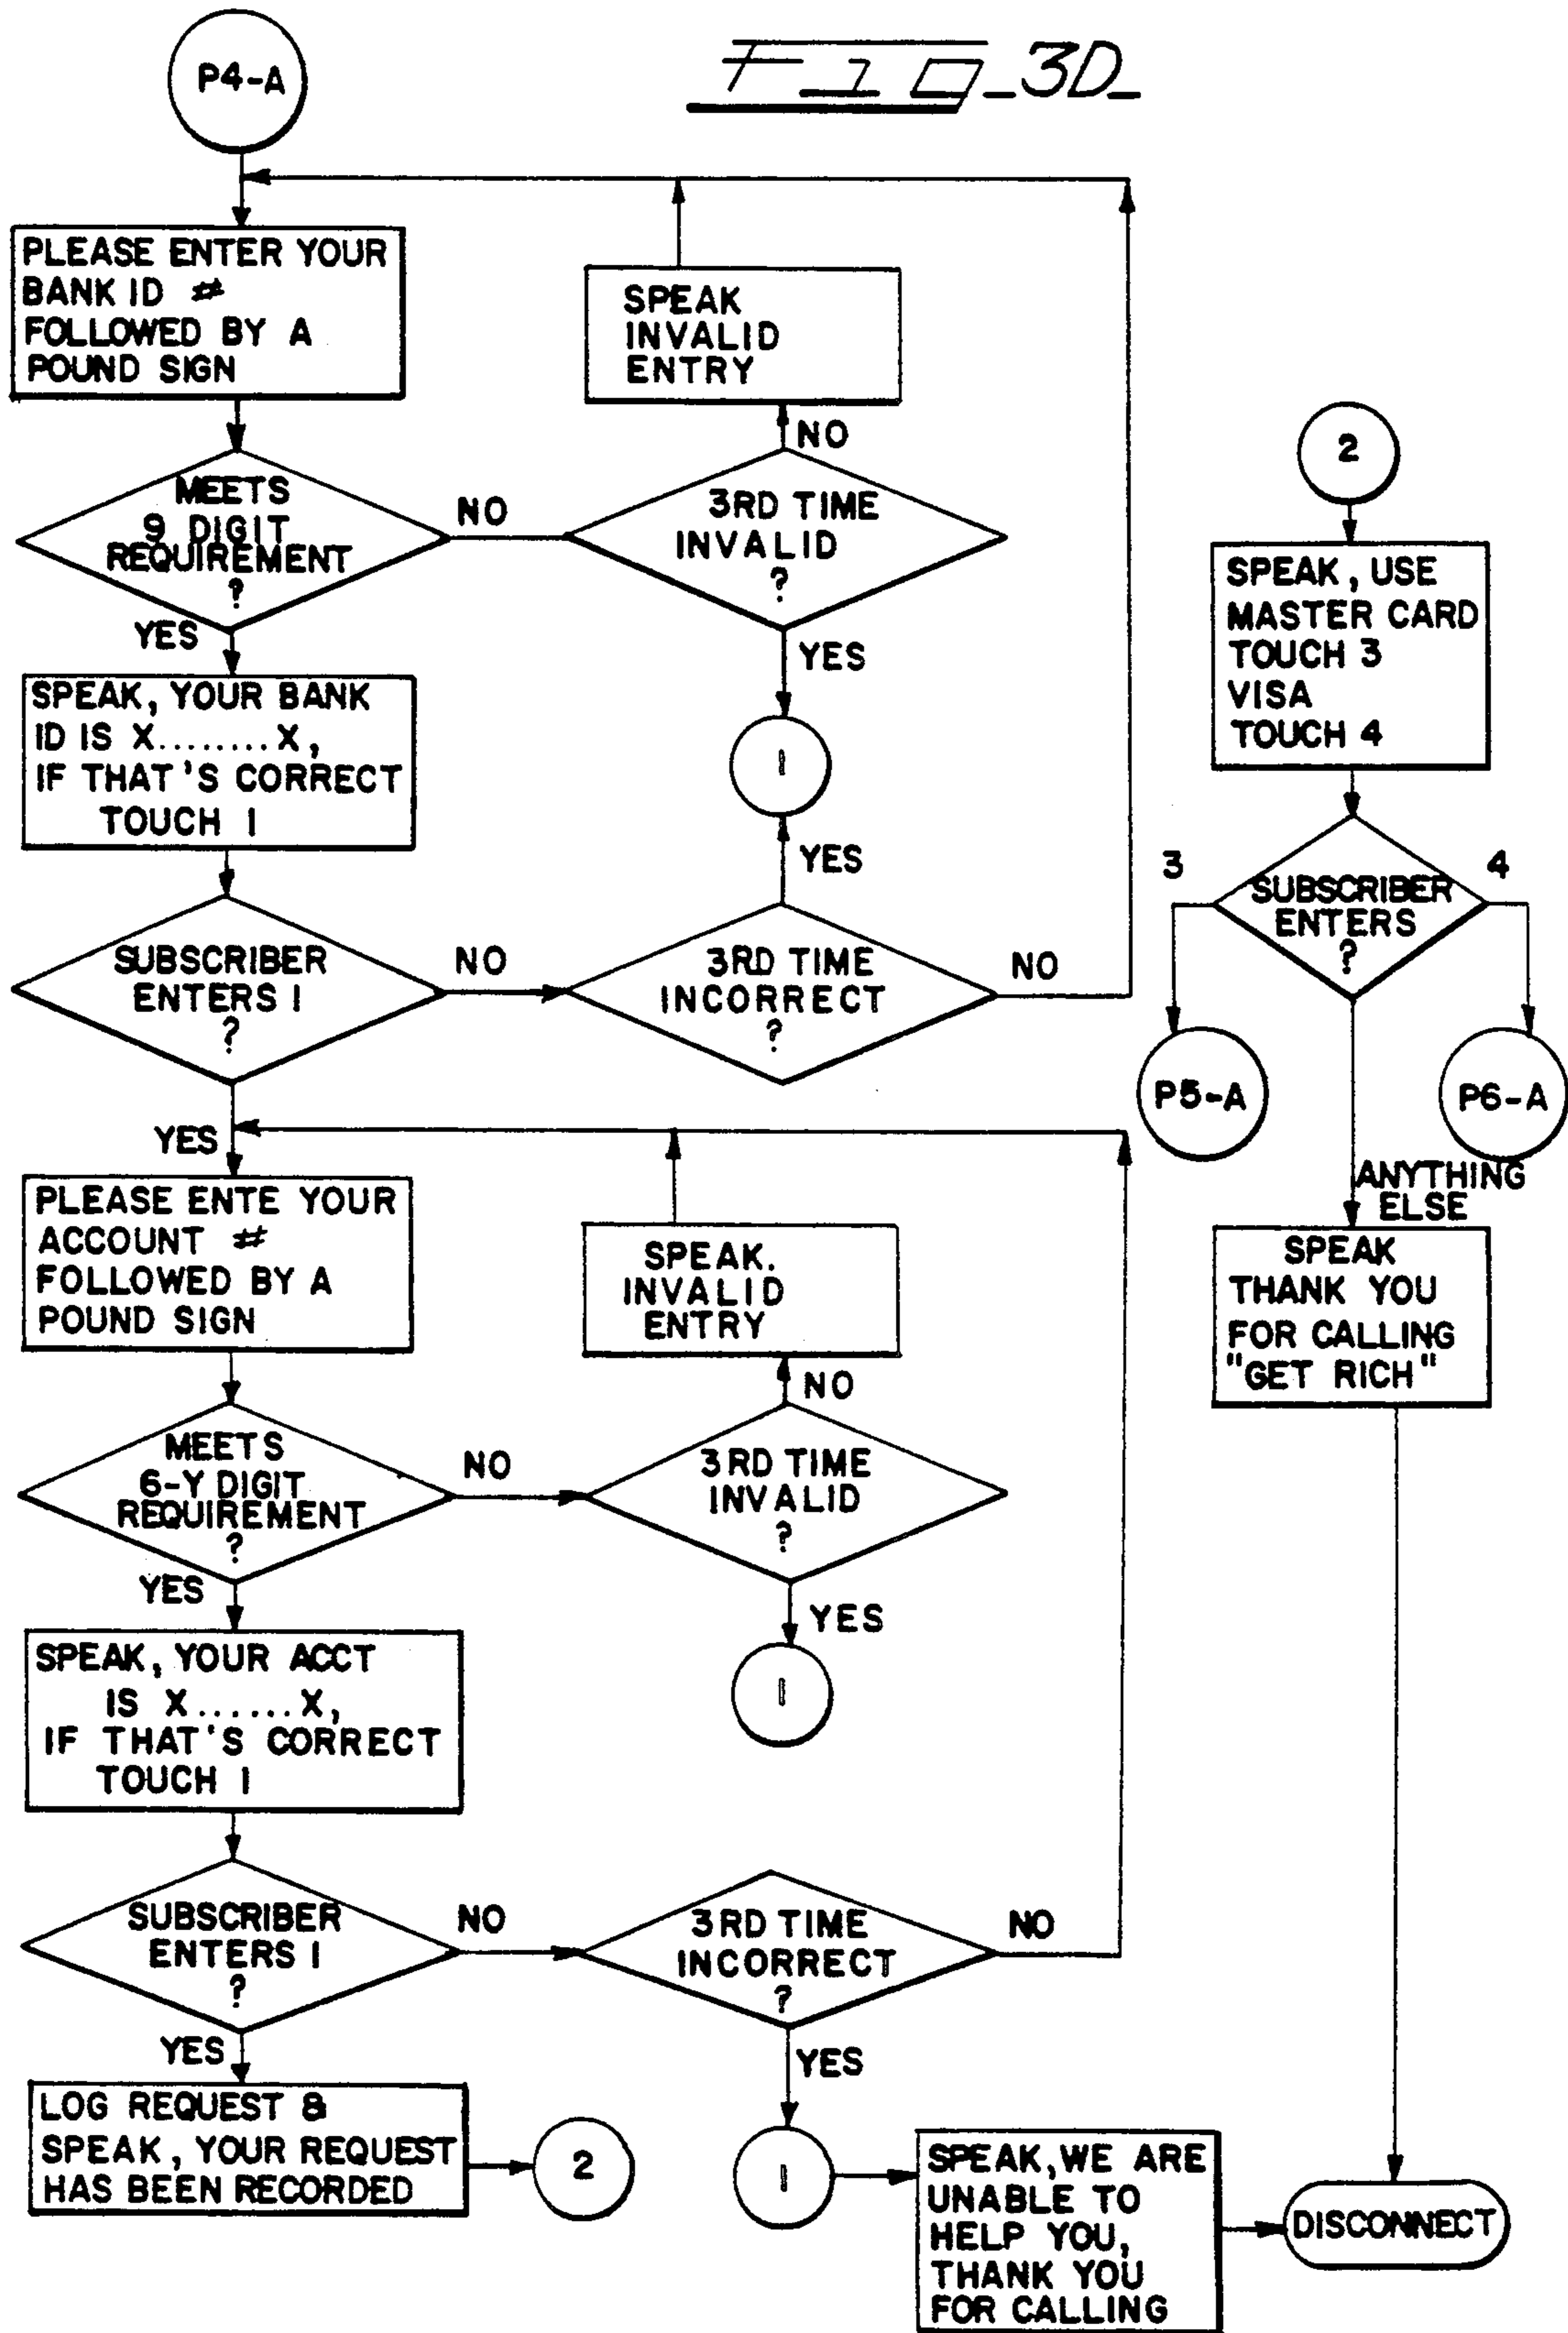 P4-A
Fig_3D_
PLEASE ENTER YOUR
BANK ID #
FOLLOWED BY A
POUND SIGN
SPEAK
INVALID
ENTRY
NO
MEETS
9 DIGIT
REQUIREMENT
?
NO
3RD TIME
INVALID
?
YES
YES
SPEAK, YOUR BANK
ID IS X........X,
IF THAT'S CORRECT
TOUCH 1
1
YES
SUBSCRIBER
ENTERS 1
?
NO
3RD TIME
INCORRECT
?
NO
YES
PLEASE ENTE YOUR
ACCOUNT #
FOLLOWED BY A
POUND SIGN
SPEAK.
INVALID
ENTRY
NO
MEETS
6-Y DIGIT
REQUIREMENT
?
NO
3RD TIME
INVALID
?
YES
YES
SPEAK, YOUR ACCT
IS X......X,
IF THAT'S CORRECT
TOUCH 1
1
SUBSCRIBER
ENTERS 1
?
NO
3RD TIME
INCORRECT
?
NO
YES
YES
LOG REQUEST &
SPEAK, YOUR REQUEST
HAS BEEN RECORDED
2
1
SPEAK, WE ARE
UNABLE TO
HELP YOU,
THANK YOU
FOR CALLING
2
SPEAK, USE
MASTER CARD
TOUCH 3
VISA
TOUCH 4
3
SUBSCRIBER
ENTERS
?
4
P5-A
P6-A
ANYTHING
ELSE
SPEAK
THANK YOU
FOR CALLING
"GET RICH"
DISCONNECT